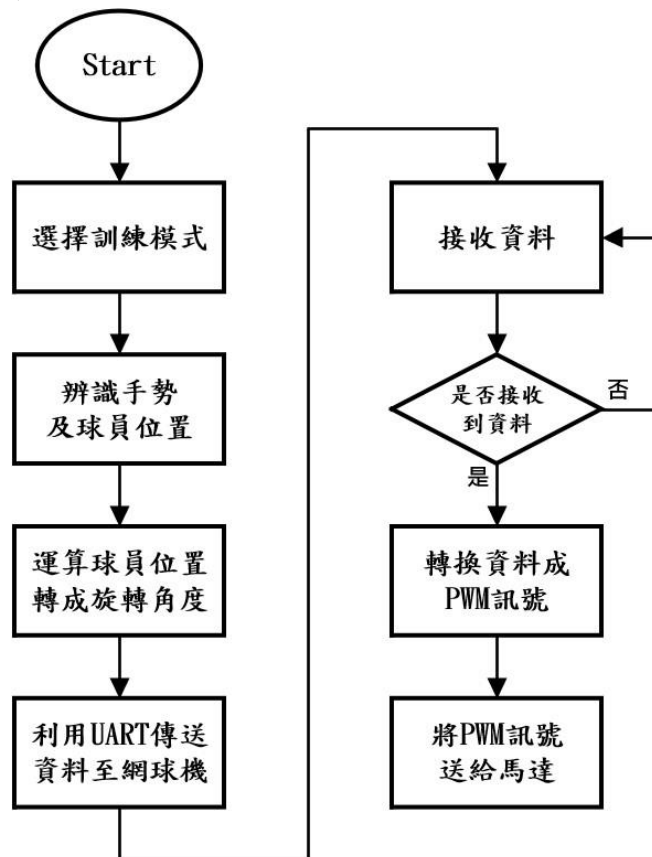 Start
選擇訓練模式
辨識手勢
及球員位置
運算球員位置
轉成旋轉角度
利用UART傳送
資料至網球機
接收資料
是否接收
到資料
否
是
轉換資料成
PWM訊號
將PWM訊號
送給馬達